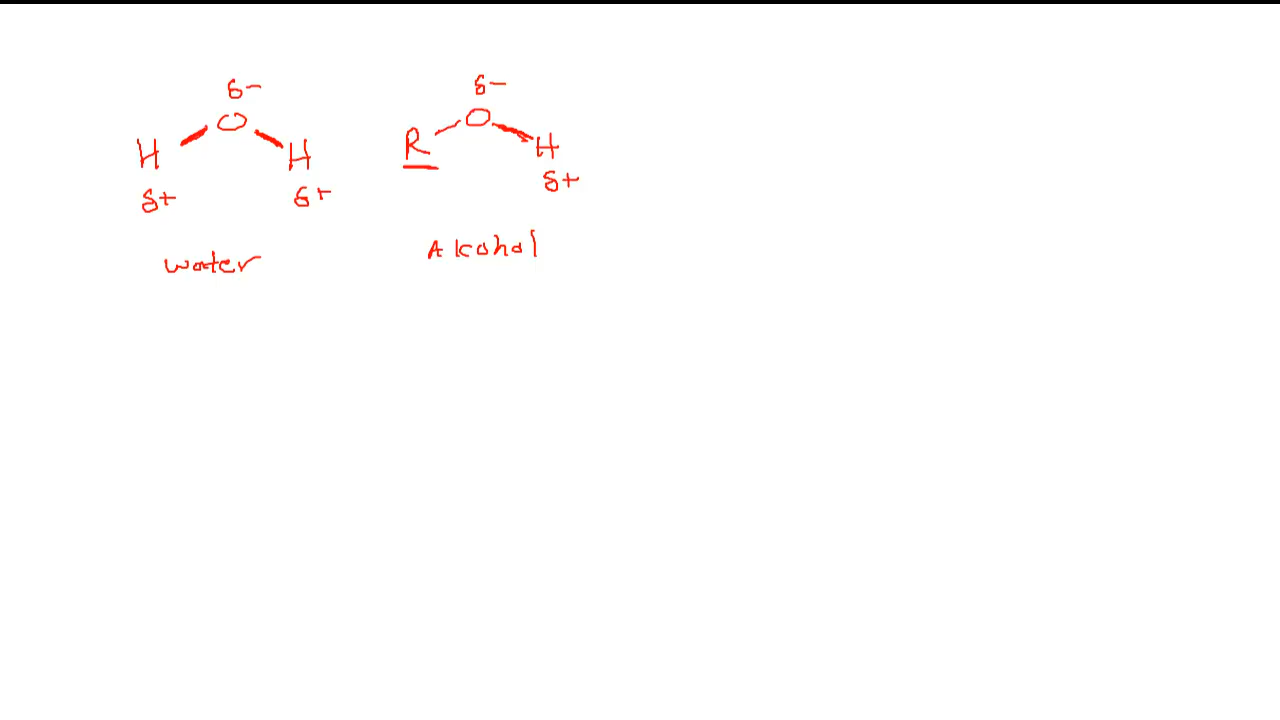 δ- δ-
O O
H H R H
δ+ δ+ δ+
water Alcohol